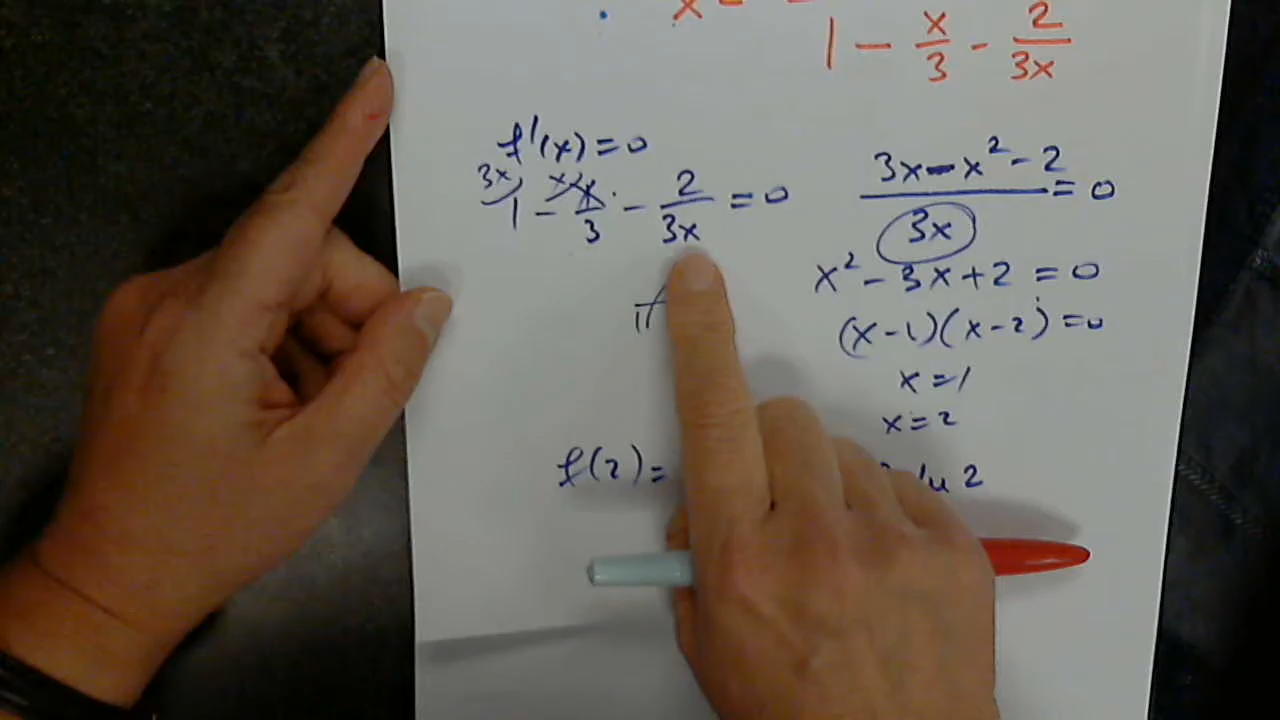 1 - x/3 - 2/3x
f'(x) = 0
3x x
1 - x/3 - 2/3x = 0
(3x - x² - 2)/3x = 0
x² - 3x + 2 = 0
(x - 1)(x - 2) = 0
x = 1
x = 2
f(2) = ln 2